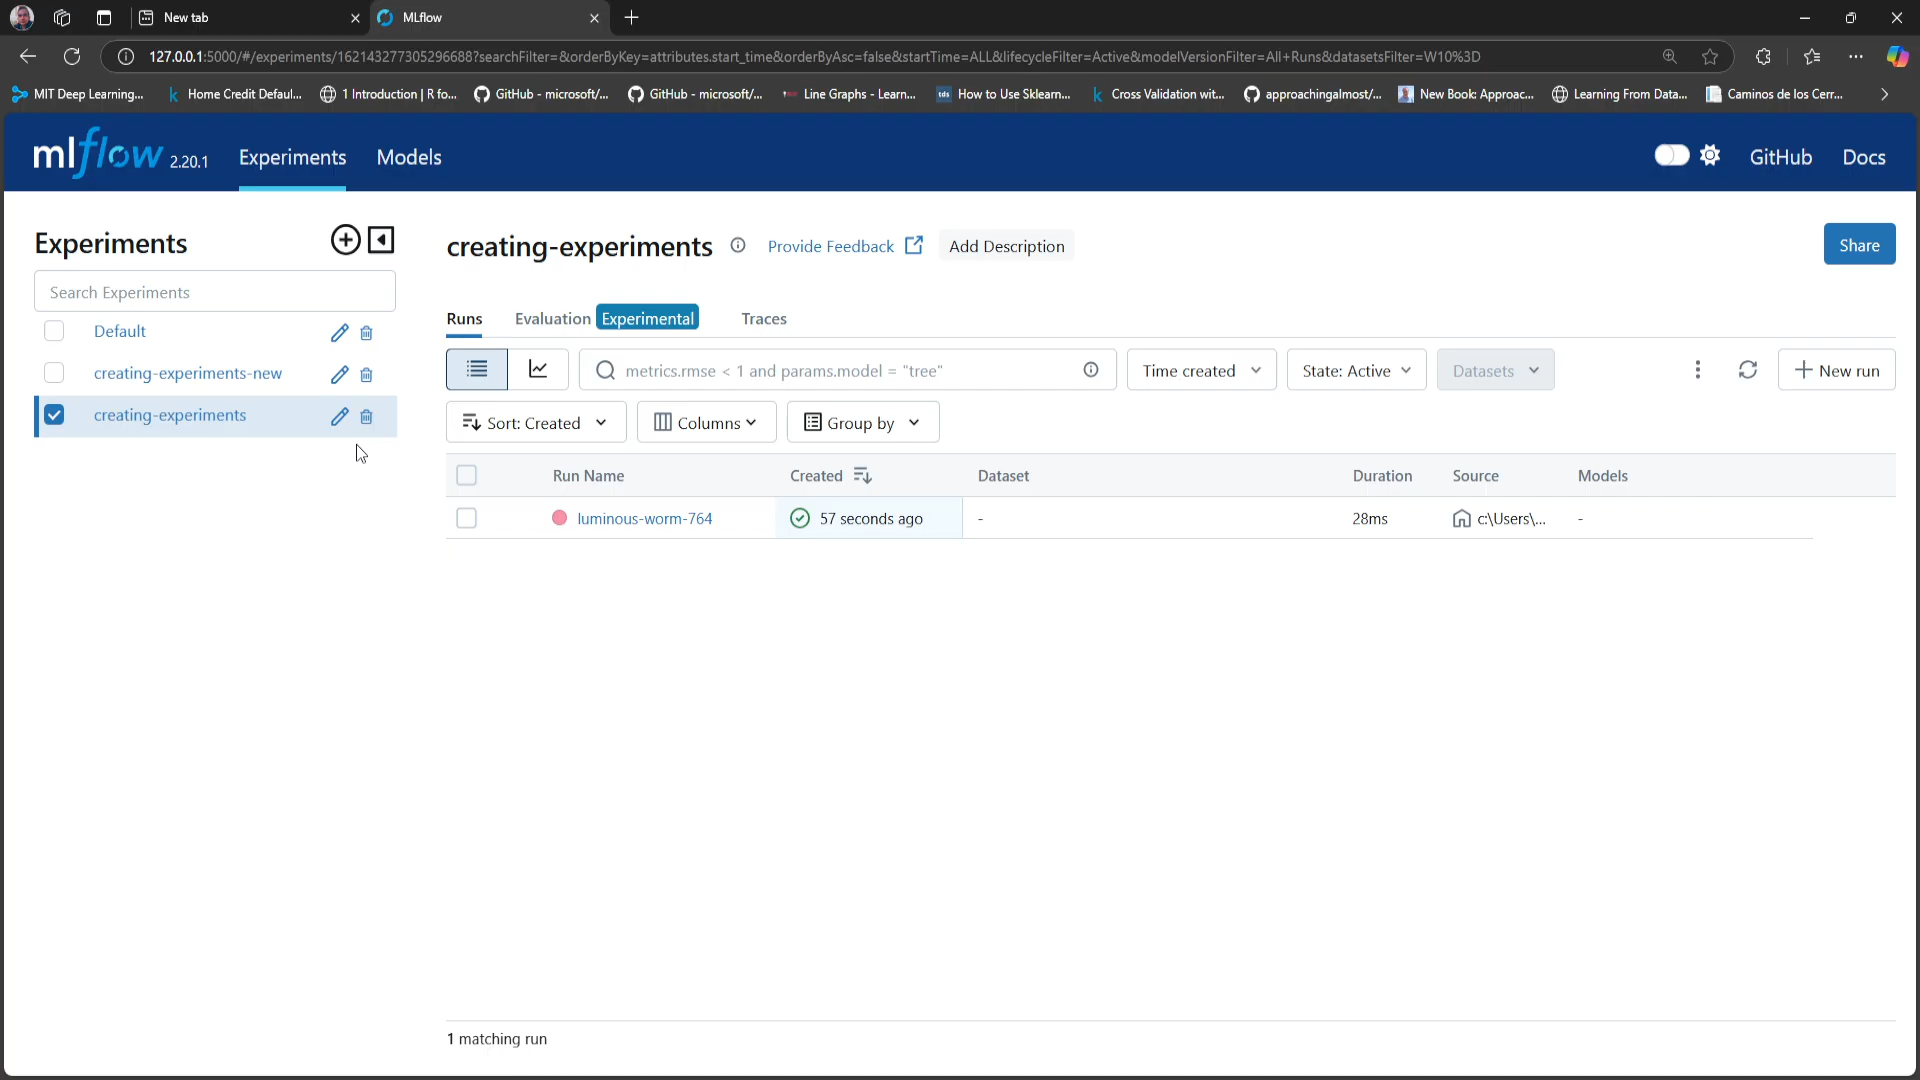 New tab
MLflow
127.0.0.1:5000/#/experiments/162143277305296688?searchFilter=&orderByKey=attributes.start_time&orderByAsc=false&startTime=ALL&lifecycleFilter=Active&modelVersionFilter=All+Runs&datasetsFilter=W10%3D
MIT Deep Learning... Home Credit Defaul... 1 Introduction | R fo... GitHub - microsoft/... GitHub - microsoft/... Line Graphs - Learn... tds How to Use Sklearn... Cross Validation wit... approachingalmost/... New Book: Approac... Learning From Data... Caminos de los Cerr...
mlflow 2.20.1 Experiments Models GitHub Docs
Experiments
Search Experiments
Default
creating-experiments-new
creating-experiments
creating-experiments Provide Feedback Add Description Share
Runs Evaluation Experimental Traces
metrics.rmse < 1 and params.model = "tree" Time created State: Active Datasets New run
Sort: Created Columns Group by
Run Name Created Dataset Duration Source Models
luminous-worm-764 57 seconds ago - 28ms c:\Users\... -
1 matching run